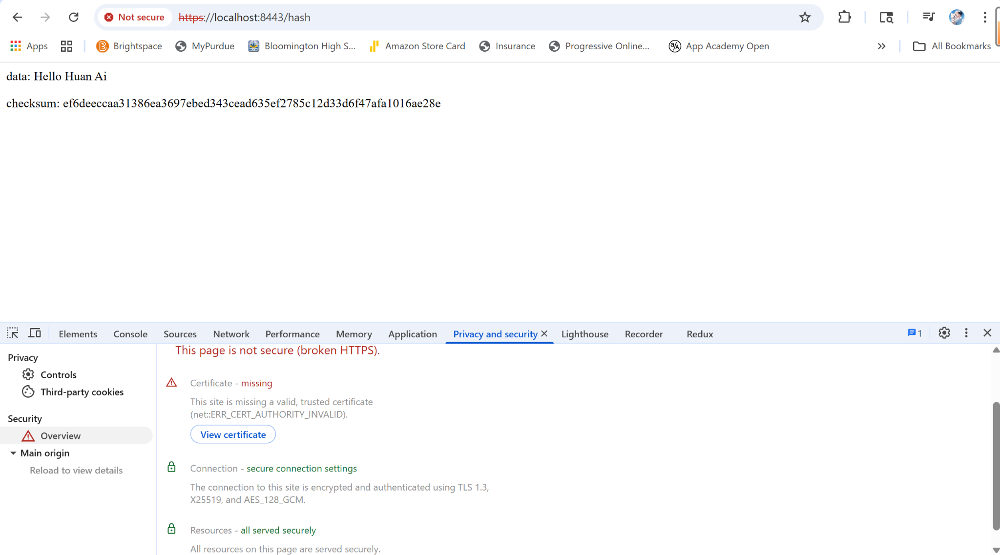 Not secure https://localhost:8443/hash
Apps Brightspace MyPurdue Bloomington High S... Amazon Store Card Insurance Progressive Online... App Academy Open All Bookmarks
data: Hello Huan Ai
checksum: ef6deeccaa31386ea3697ebed343cead635ef2785c12d33d6f47afa1016ae28e
Elements Console Sources Network Performance Memory Application Privacy and security Lighthouse Recorder Redux 1
Privacy
Controls
Third-party cookies
Security
Overview
Main origin
Reload to view details
This page is not secure (broken HTTPS).
Certificate - missing
This site is missing a valid, trusted certificate
(net::ERR_CERT_AUTHORITY_INVALID).
View certificate
Connection - secure connection settings
The connection to this site is encrypted and authenticated using TLS 1.3,
X25519, and AES_128_GCM.
Resources - all served securely
All resources on this page are served securely.